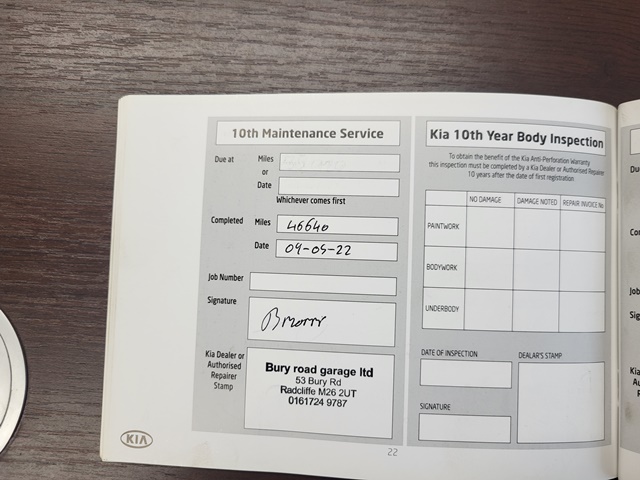 10th Maintenance Service
Due at
Miles
or
Date
Whichever comes first
Completed
Miles
46640
Date
09-05-22
Job Number
Signature
Kia Dealer or
Authorised
Repairer
Stamp
Bury road garage ltd
53 Bury Rd
Radcliffe M26 2UT
0161724 9787
KIA
Kia 10th Year Body Inspection
To obtain the benefit of the Kia Anti-Perforation Warranty
this inspection must be completed by a Kia Dealer or Authorised Repairer
10 years after the date of first registration
NO DAMAGE
DAMAGE NOTED
REPAIR INVOICE No
PAINTWORK
BODYWORK
UNDERBODY
DATE OF INSPECTION
DEALAR'S STAMP
SIGNATURE
22